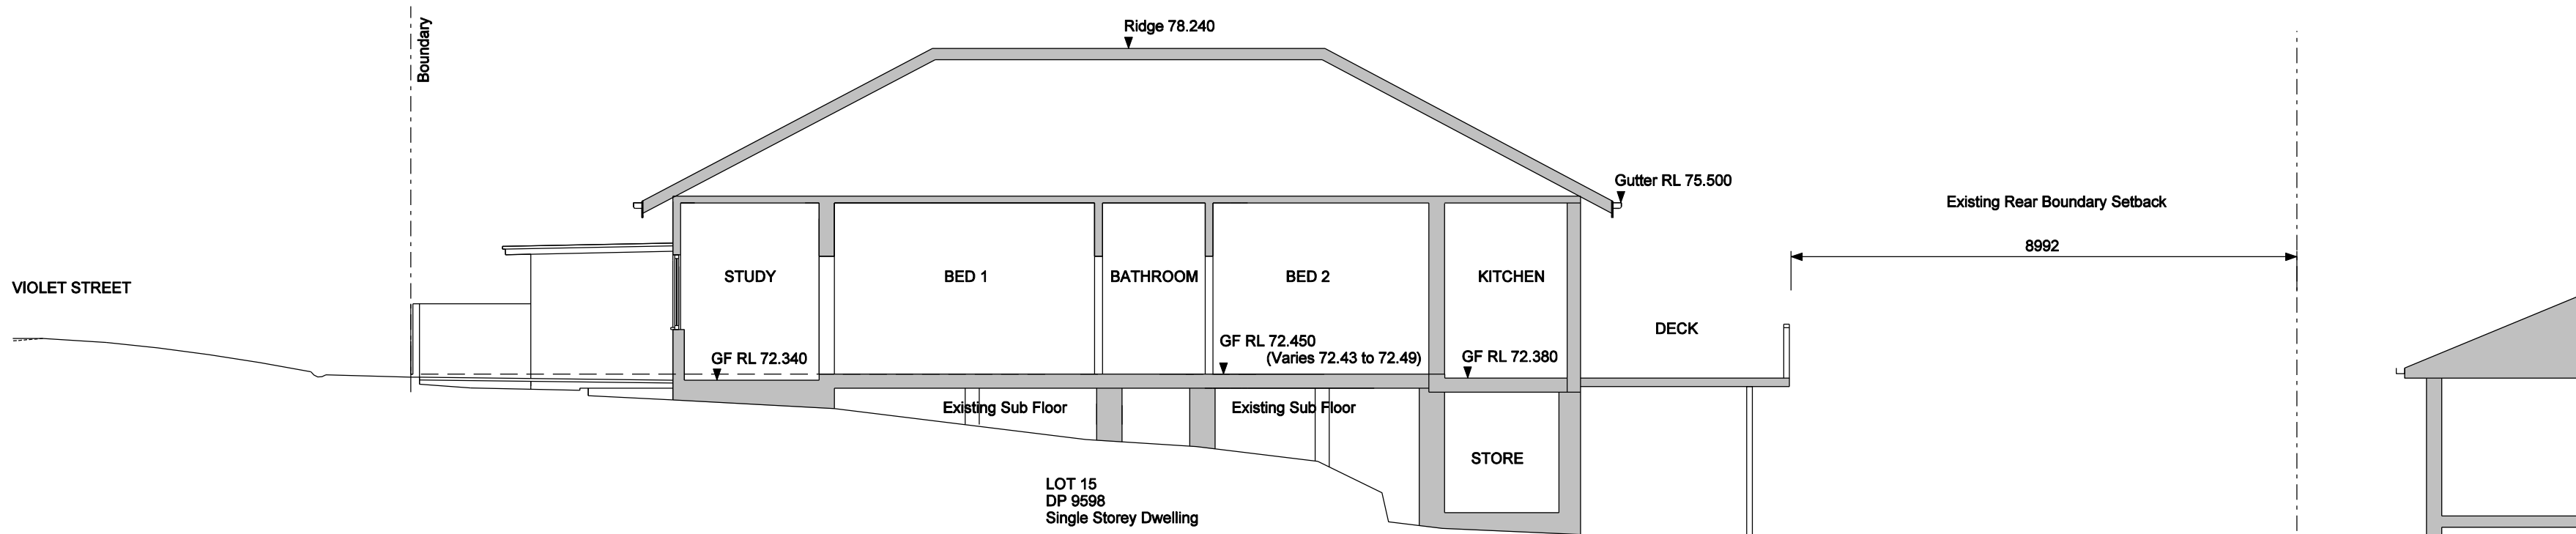 Boundary
Ridge 78.240
Gutter RL 75.500
Existing Rear Boundary Setback
8992
VIOLET STREET
STUDY
BED 1
BATHROOM
BED 2
KITCHEN
DECK
GF RL 72.340
GF RL 72.450
(Varies 72.43 to 72.49)
GF RL 72.380
Existing Sub Floor
Existing Sub Floor
STORE
LOT 15
DP 9598
Single Storey Dwelling